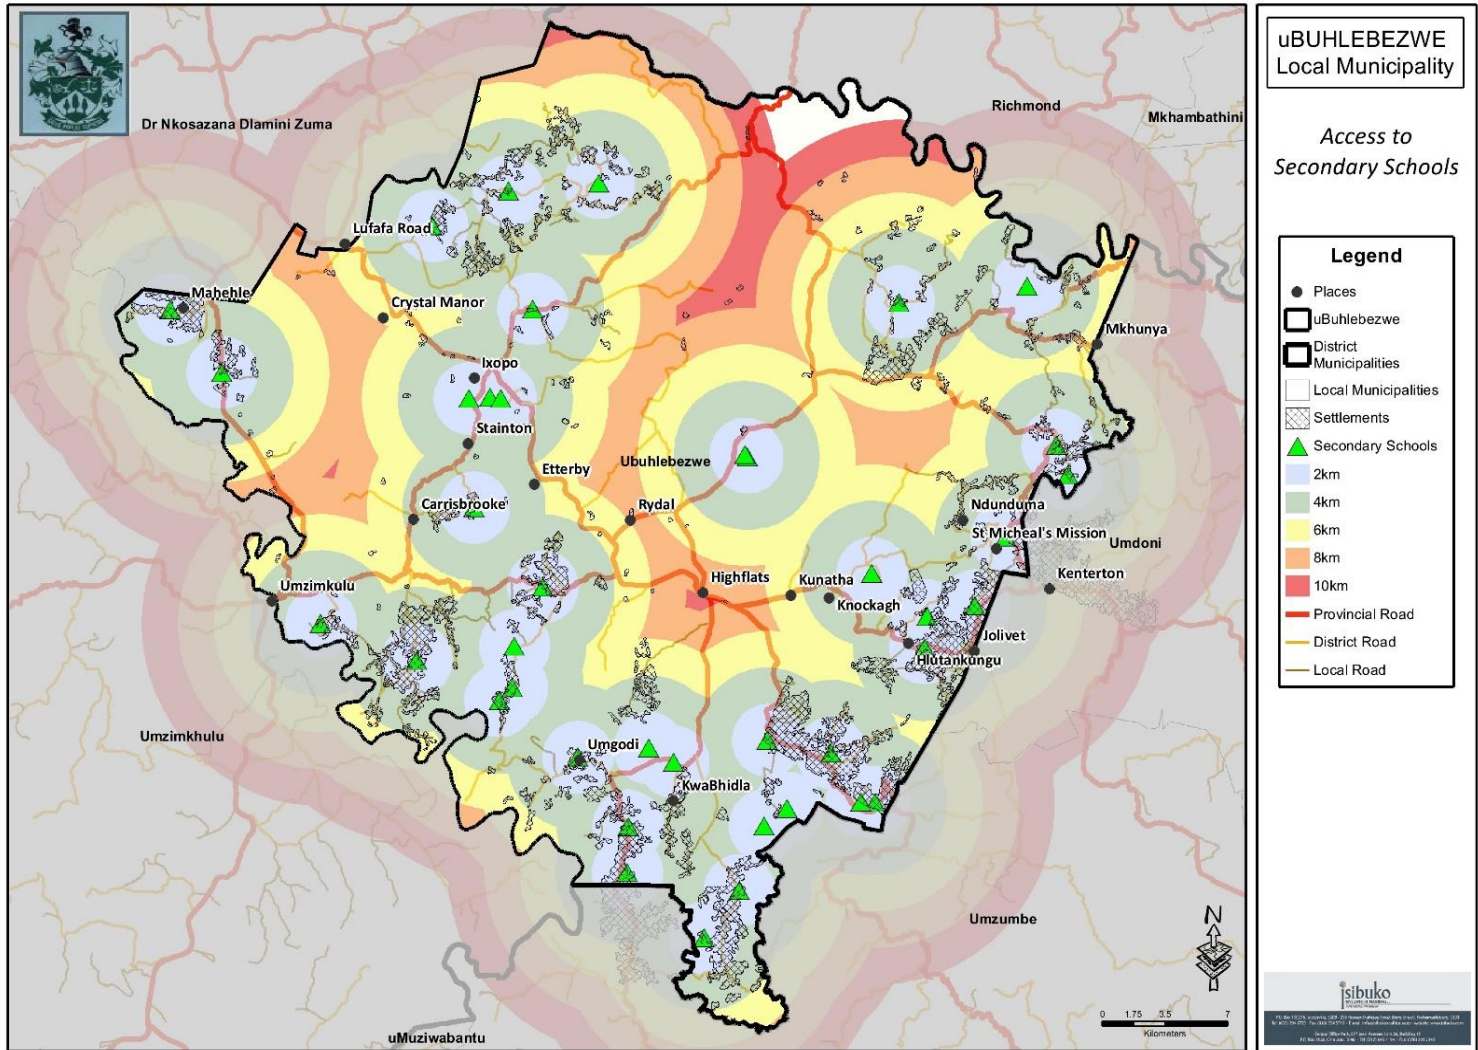 uBUHLEBEZWE
Local Municipality
Access to
Secondary Schools
Legend
Places
uBuhlebezwe
District
Municipalities
Local Municipalities
Settlements
Secondary Schools
2km
4km
6km
8km
10km
Provincial Road
District Road
Local Road
Dr Nkosazana Dlamini Zuma
Richmond
Mkhambathini
Lufafa Road
Mahehle
Crystal Manor
Mkhunya
Ixopo
Stainton
Etterby
Ubuhlebezwe
Carrisbrooke
Rydal
Ndunduma
St Micheal's Mission
Umdoni
Umzimkulu
Highflats
Kunatha
Kenterton
Knockagh
Jolivet
Hlutankungu
Umzimkhulu
Umgodi
KwaBhidla
Umzumbe
uMuziwabantu
N
0 1.75 3.5 7
Kilometers
isibuko